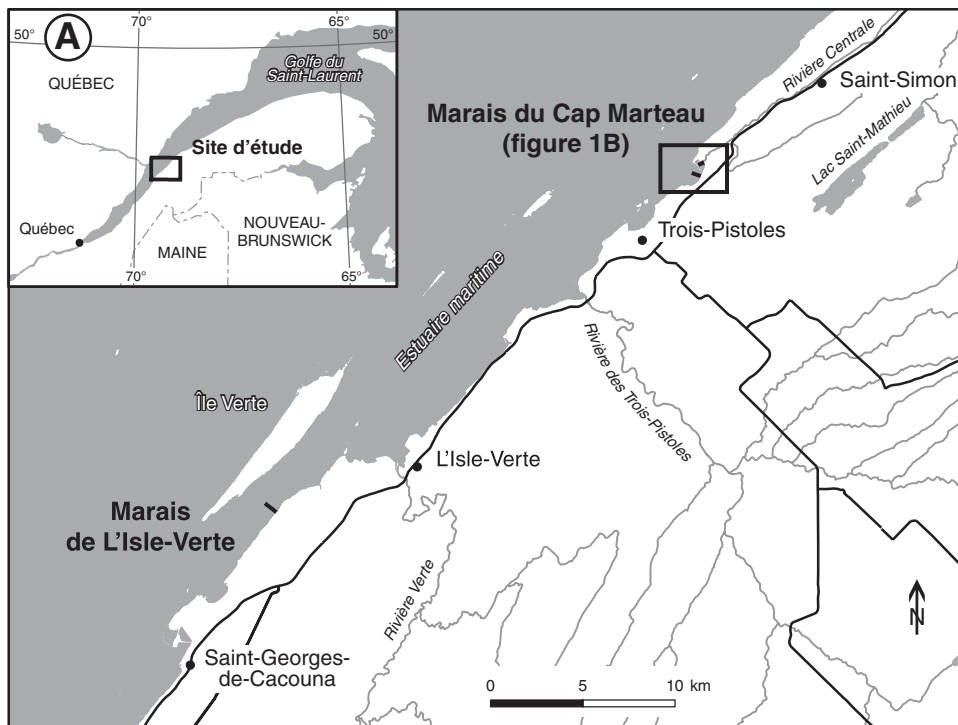 A
70°
65°
50°
50°
Golfe du
Saint-Laurent
QUÉBEC
Site d'étude
Québec
NOUVEAU-
BRUNSWICK
MAINE
70°
65°
Rivière Centrale
Saint-Simon
Marais du Cap Marteau
(figure 1B)
Lac Saint-Mathieu
Trois-Pistoles
Estuaire maritime
Rivière des Trois-Pistoles
Île Verte
L'Isle-Verte
Marais
de L'Isle-Verte
Rivière Verte
N
Saint-Georges-
de-Cacouna
0 5 10 km